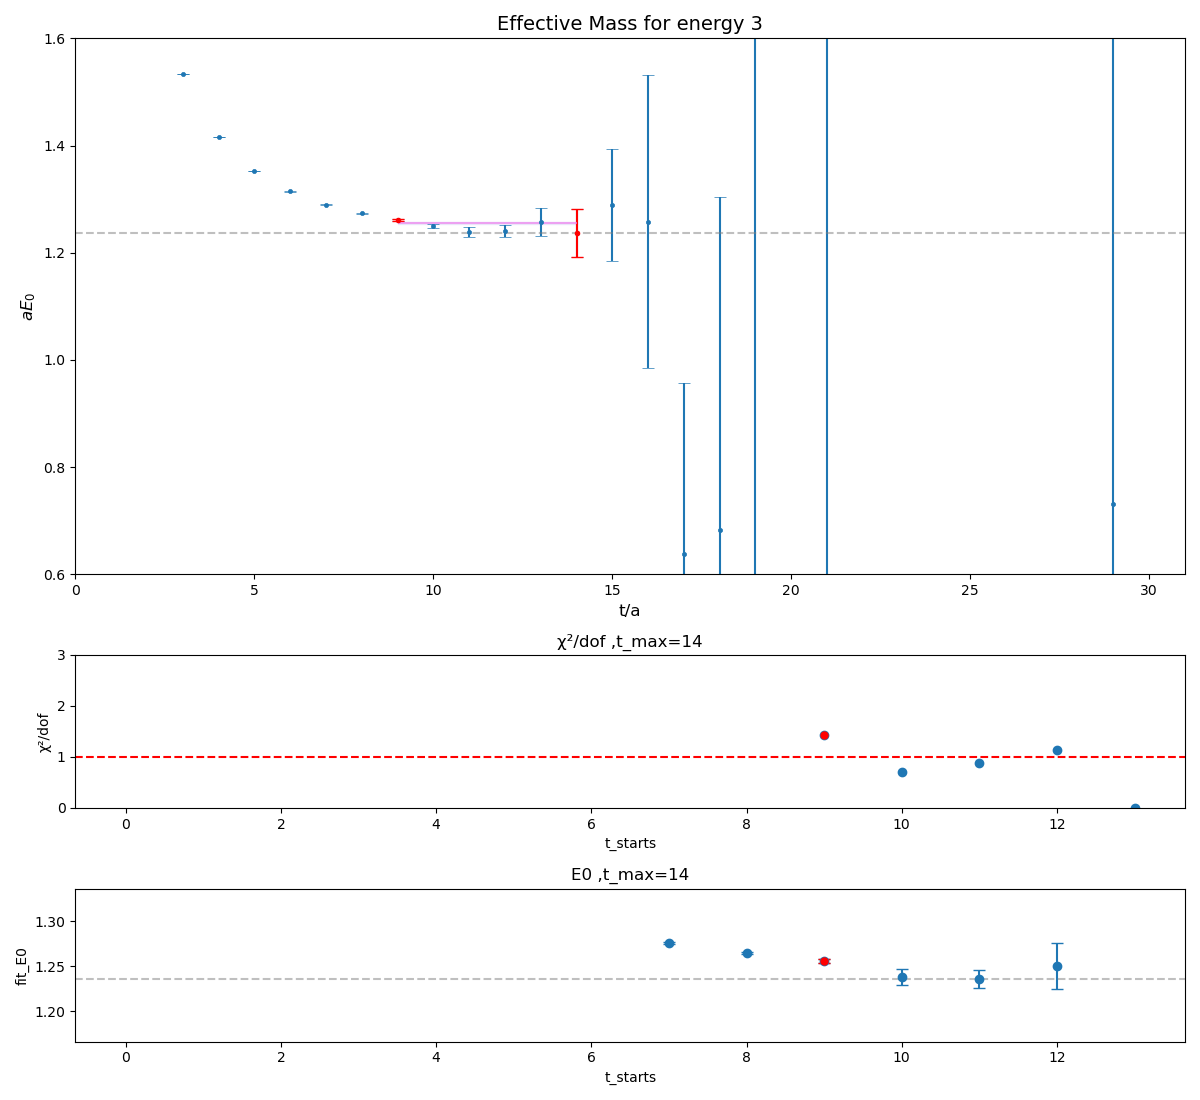 Effective Mass for energy 3
1.6
1.4
1.2
1.0
0.8
0.6
aE₀
0 5 10 15 20 25 30
t/a
χ²/dof ,t_max=14
3
2
1
0
χ²/dof
0 2 4 6 8 10 12
t_starts
E0 ,t_max=14
1.30
1.25
1.20
fit_E0
0 2 4 6 8 10 12
t_starts